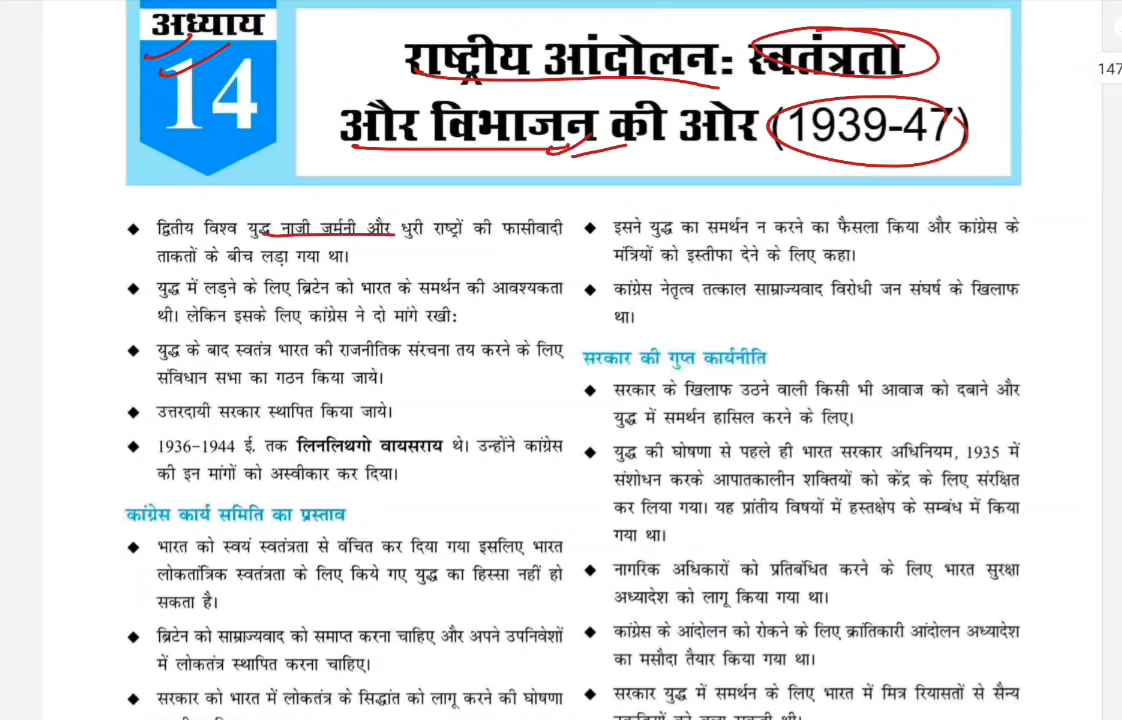 अध्याय
14
राष्ट्रीय आंदोलन: स्वतंत्रता
और विभाजन की ओर (1939-47)
147
◆ द्वितीय विश्व युद्ध नाजी जर्मनी और धुरी राष्ट्रों की फासीवादी
ताकतों के बीच लड़ा गया था।
◆ युद्ध में लड़ने के लिए ब्रिटेन को भारत के समर्थन की आवश्यकता
थी। लेकिन इसके लिए कांग्रेस ने दो मांगे रखी:
◆ युद्ध के बाद स्वतंत्र भारत की राजनीतिक संरचना तय करने के लिए
संविधान सभा का गठन किया जाये।
◆ उत्तरदायी सरकार स्थापित किया जाये।
◆ 1936-1944 ई. तक लिनलिथगो वायसराय थे। उन्होंने कांग्रेस
की इन मांगों को अस्वीकार कर दिया।
कांग्रेस कार्य समिति का प्रस्ताव
◆ भारत को स्वयं स्वतंत्रता से वंचित कर दिया गया इसलिए भारत
लोकतांत्रिक स्वतंत्रता के लिए किये गए युद्ध का हिस्सा नहीं हो
सकता है।
◆ ब्रिटेन को साम्राज्यवाद को समाप्त करना चाहिए और अपने उपनिवेशों
में लोकतंत्र स्थापित करना चाहिए।
◆ सरकार को भारत में लोकतंत्र के सिद्धांत को लागू करने की घोषणा
◆ इसने युद्ध का समर्थन न करने का फैसला किया और कांग्रेस के
मंत्रियों को इस्तीफा देने के लिए कहा।
◆ कांग्रेस नेतृत्व तत्काल साम्राज्यवाद विरोधी जन संघर्ष के खिलाफ
था।
सरकार की गुप्त कार्यनीति
◆ सरकार के खिलाफ उठने वाली किसी भी आवाज को दबाने और
युद्ध में समर्थन हासिल करने के लिए।
◆ युद्ध की घोषणा से पहले ही भारत सरकार अधिनियम, 1935 में
संशोधन करके आपातकालीन शक्तियों को केंद्र के लिए संरक्षित
कर लिया गया। यह प्रांतीय विषयों में हस्तक्षेप के सम्बंध में किया
गया था।
◆ नागरिक अधिकारों को प्रतिबंधित करने के लिए भारत सुरक्षा
अध्यादेश को लागू किया गया था।
◆ कांग्रेस के आंदोलन को रोकने के लिए क्रांतिकारी आंदोलन अध्यादेश
का मसौदा तैयार किया गया था।
◆ सरकार युद्ध में समर्थन के लिए भारत में मित्र रियासतों से सैन्य